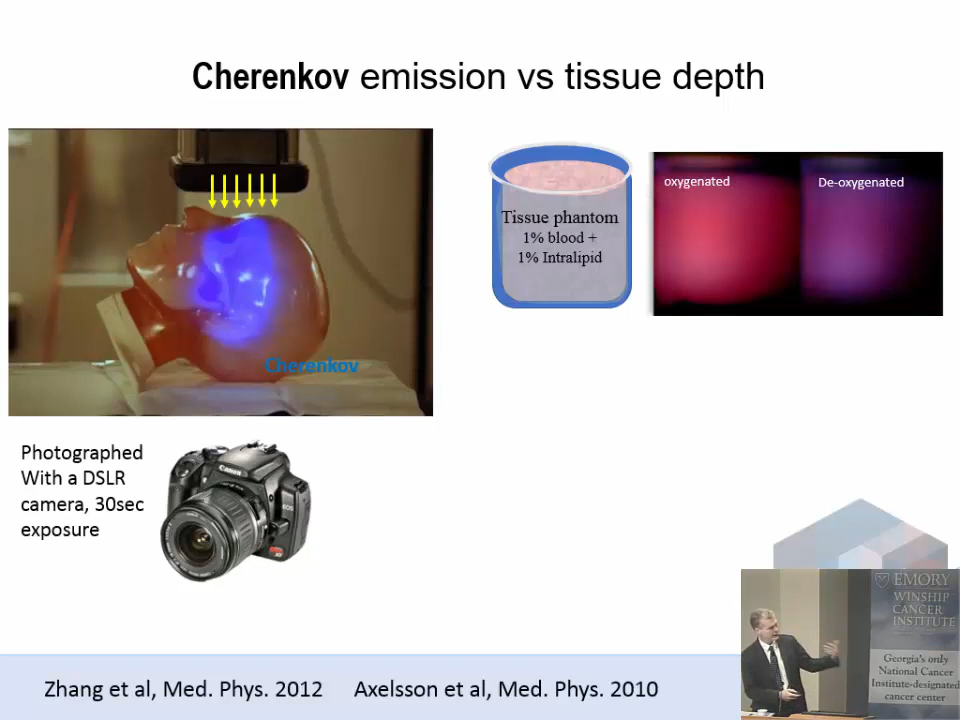 Cherenkov emission vs tissue depth
Cherenkov
Tissue phantom
1% blood +
1% Intralipid
oxygenated
De-oxygenated
Photographed
With a DSLR
camera, 30sec
exposure
Canon
EOS
EMORY
WINSHIP
CANCER
INSTITUTE
Georgia's only
National Cancer
Institute-designated
cancer center
Zhang et al, Med. Phys. 2012
Axelsson et al, Med. Phys. 2010